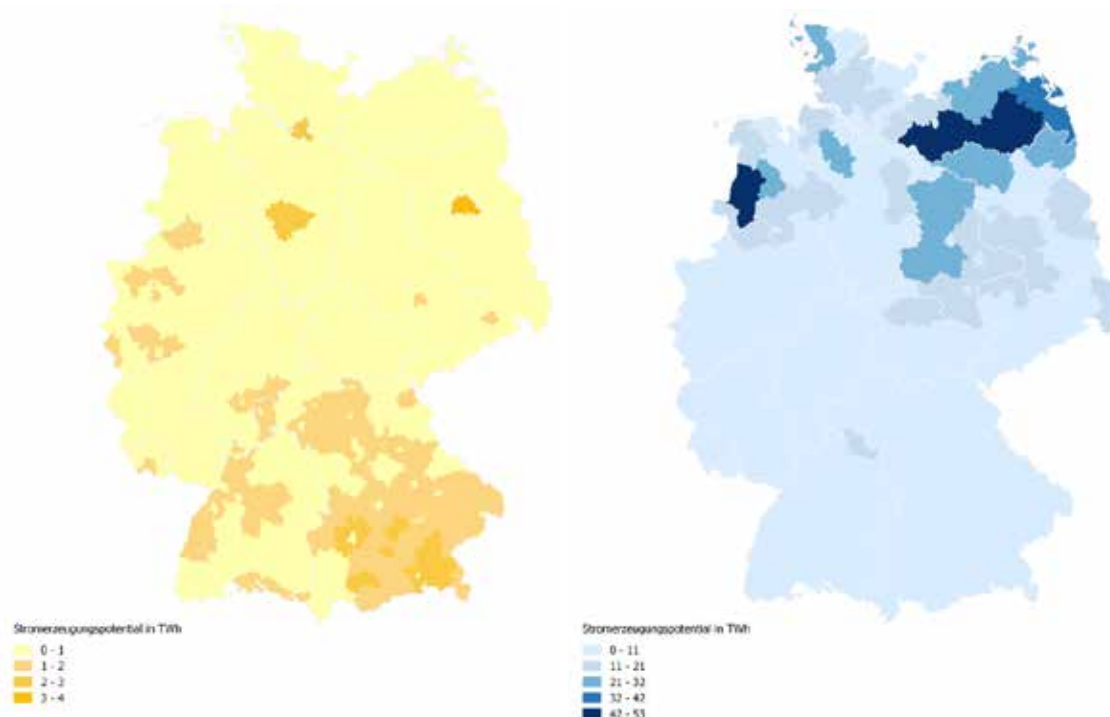 Stromerzeugungspotential in TWh
0 - 1
1 - 2
2 - 3
3 - 4
Stromerzeugungspotential in TWh
0 - 11
11 - 21
21 - 32
32 - 42
42 - 53